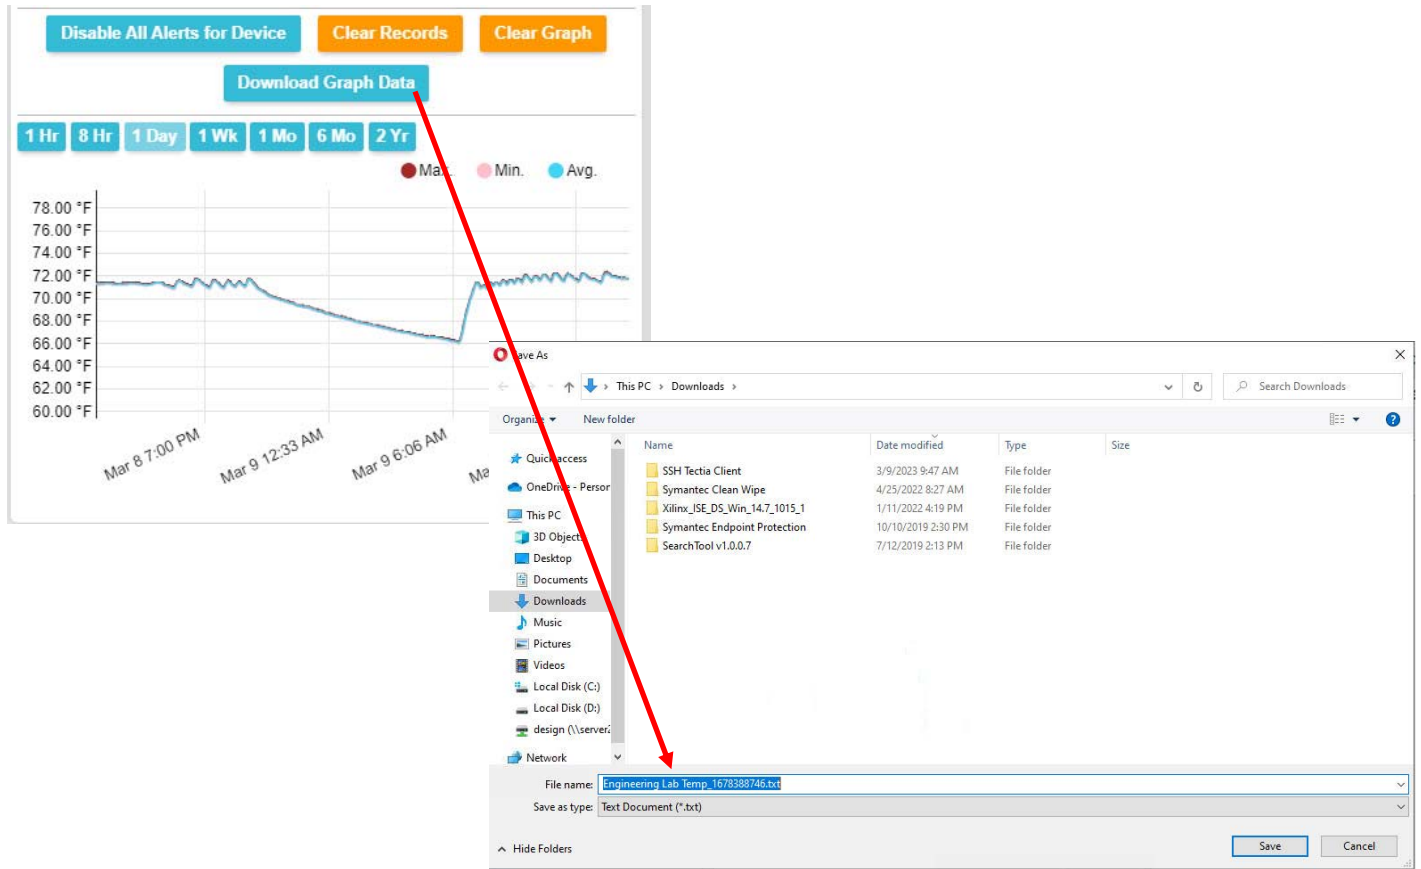 Disable All Alerts for Device Clear Records Clear Graph
Download Graph Data
1 Hr 8 Hr 1 Day 1 Wk 1 Mo 6 Mo 2 Yr
Max. Min. Avg.
78.00 °F
76.00 °F
74.00 °F
72.00 °F
70.00 °F
68.00 °F
66.00 °F
64.00 °F
62.00 °F
60.00 °F
Mar 8 7:00 PM Mar 9 12:33 AM Mar 9 6:06 AM
Save As
This PC Downloads
Search Downloads
Organize New folder
Name Date modified Type Size
Quick access
OneDrive - Person
This PC
3D Objects
Desktop
Documents
Downloads
Music
Pictures
Videos
Local Disk (C:)
Local Disk (D:)
design (\\server2
Network
SSH Tectia Client 3/9/2023 9:47 AM File folder
Symantec Clean Wipe 4/25/2022 8:27 AM File folder
Xilinx_ISE_DS_Win_14.7_1015_1 1/11/2022 4:19 PM File folder
Symantec Endpoint Protection 10/10/2019 2:30 PM File folder
SearchTool v1.0.0.7 7/12/2019 2:13 PM File folder
File name: Engineering Lab Temp_1678388746.txt
Save as type: Text Document (*.txt)
Hide Folders
Save Cancel